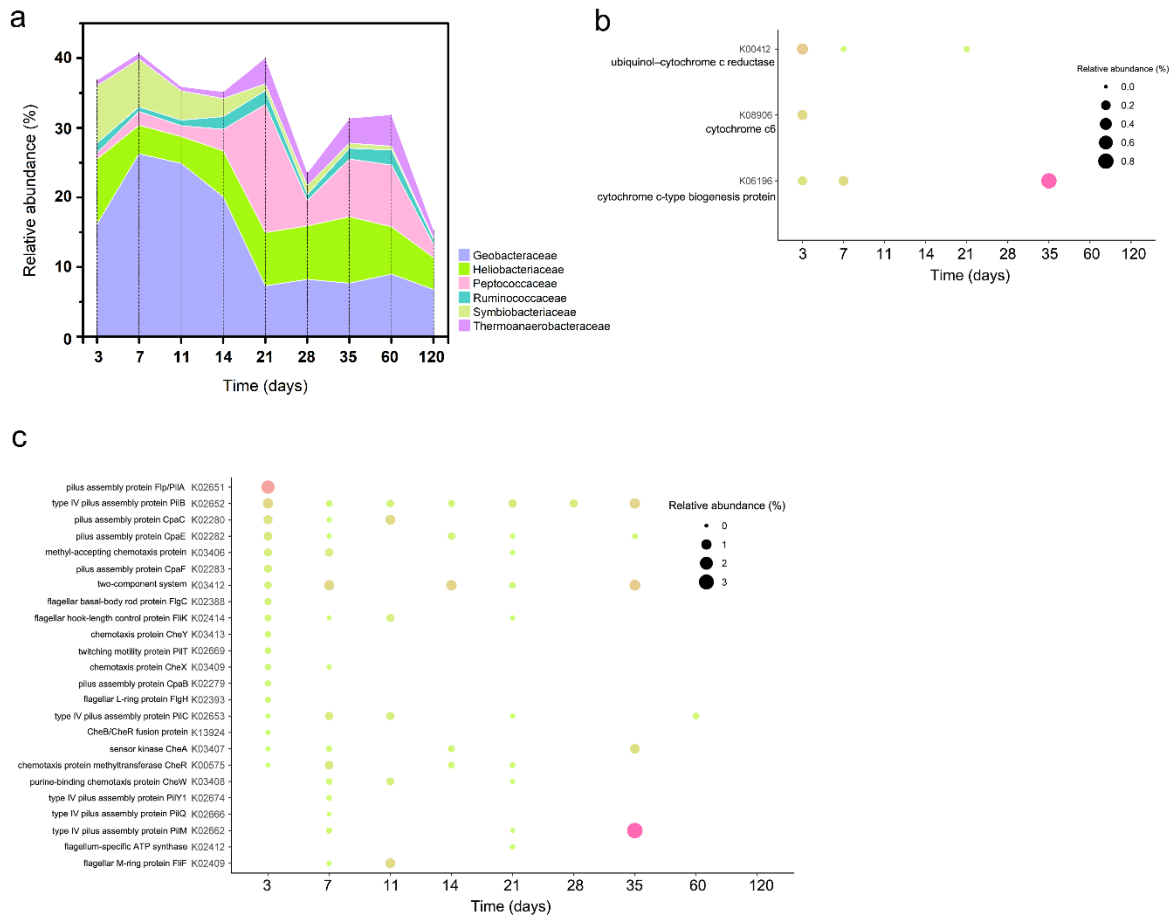 a
Relative abundance (%)
40
30
20
10
0
3 7 11 14 21 28 35 60 120
Time (days)
Geobacteraceae
Heliobacteriaceae
Peptococcaceae
Ruminococcaceae
Symbiobacteriaceae
Thermoanaerobacteraceae
b
K00412
ubiquinol–cytochrome c reductase
K08906
cytochrome c6
K06196
cytochrome c-type biogenesis protein
3 7 11 14 21 28 35 60 120
Time (days)
Relative abundance (%)
0.0
0.2
0.4
0.6
0.8
c
pilus assembly protein Flp/PilA K02651
type IV pilus assembly protein PilB K02652
pilus assembly protein CpaC K02280
pilus assembly protein CpaE K02282
methyl-accepting chemotaxis protein K03406
pilus assembly protein CpaF K02283
two-component system K03412
flagellar basal-body rod protein FlgC K02388
flagellar hook-length control protein FliK K02414
chemotaxis protein CheY K03413
twitching motility protein PilT K02669
chemotaxis protein CheX K03409
pilus assembly protein CpaB K02279
flagellar L-ring protein FlgH K02393
type IV pilus assembly protein PilC K02653
CheB/CheR fusion protein K13924
sensor kinase CheA K03407
chemotaxis protein methyltransferase CheR K00575
purine-binding chemotaxis protein CheW K03408
type IV pilus assembly protein PilY1 K02674
type IV pilus assembly protein PilQ K02666
type IV pilus assembly protein PilM K02662
flagellum-specific ATP synthase K02412
flagellar M-ring protein FliF K02409
3 7 11 14 21 28 35 60 120
Time (days)
Relative abundance (%)
0
1
2
3